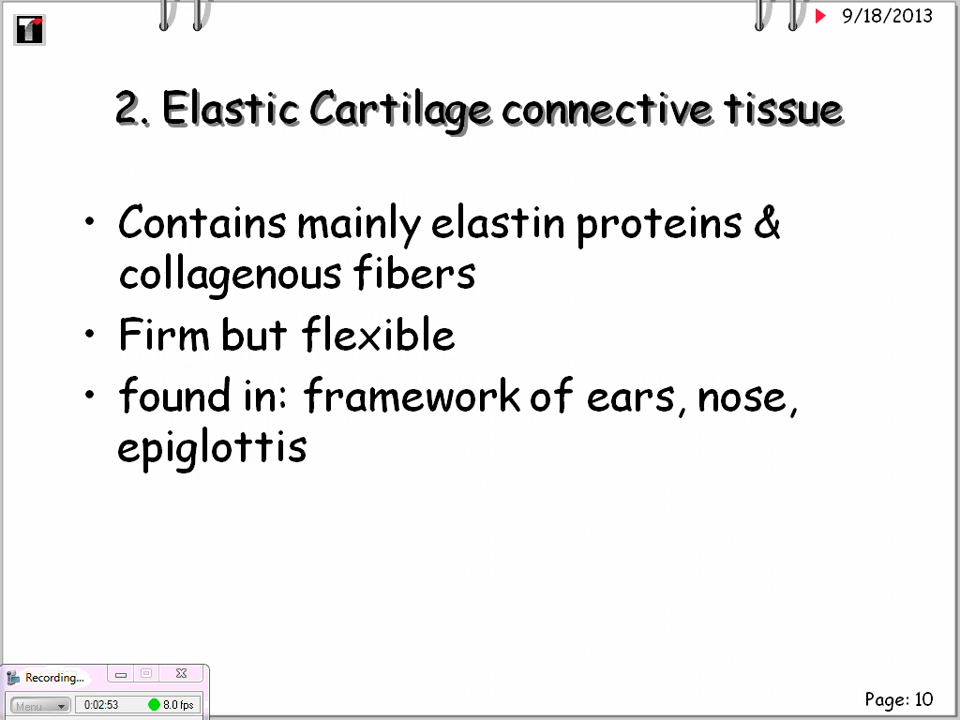 9/18/2013
2. Elastic Cartilage connective tissue
• Contains mainly elastin proteins &
collagenous fibers
• Firm but flexible
• found in: framework of ears, nose,
epiglottis
Recording...
Menu 0:02:53 8.0 fps
Page: 10